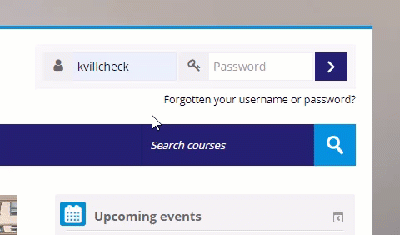 kvillcheck
Password
Forgotten your username or password?
Search courses
Upcoming events